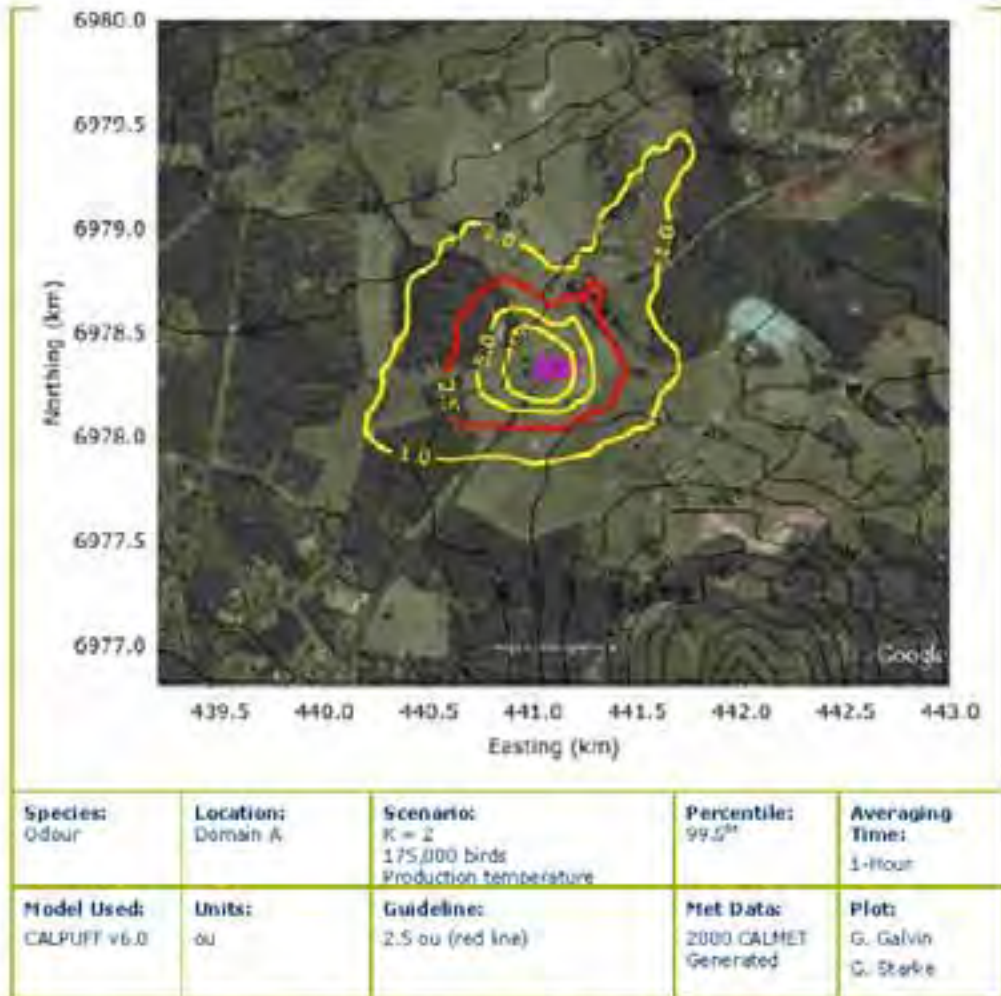 6980.0
6979.5
6979.0
6978.5
6978.0
6977.5
6977.0
Northing (km)
1.0
1.0
5.0
2.5
1.0
Google
439.5 440.0 440.5 441.0 441.5 442.0 442.5 443.0
Easting (km)
Species:
Odour
Location:
Domain A
Scenario:
K = 2
175,000 birds
Production temperature
Percentile:
99.5th
Averaging
Time:
1-Hour
Model Used:
CALPUFF v6.0
Units:
ou
Guideline:
2.5 ou (red line)
Met Data:
2000 CALMET
Generated
Plot:
G. Galvin
G. Starke